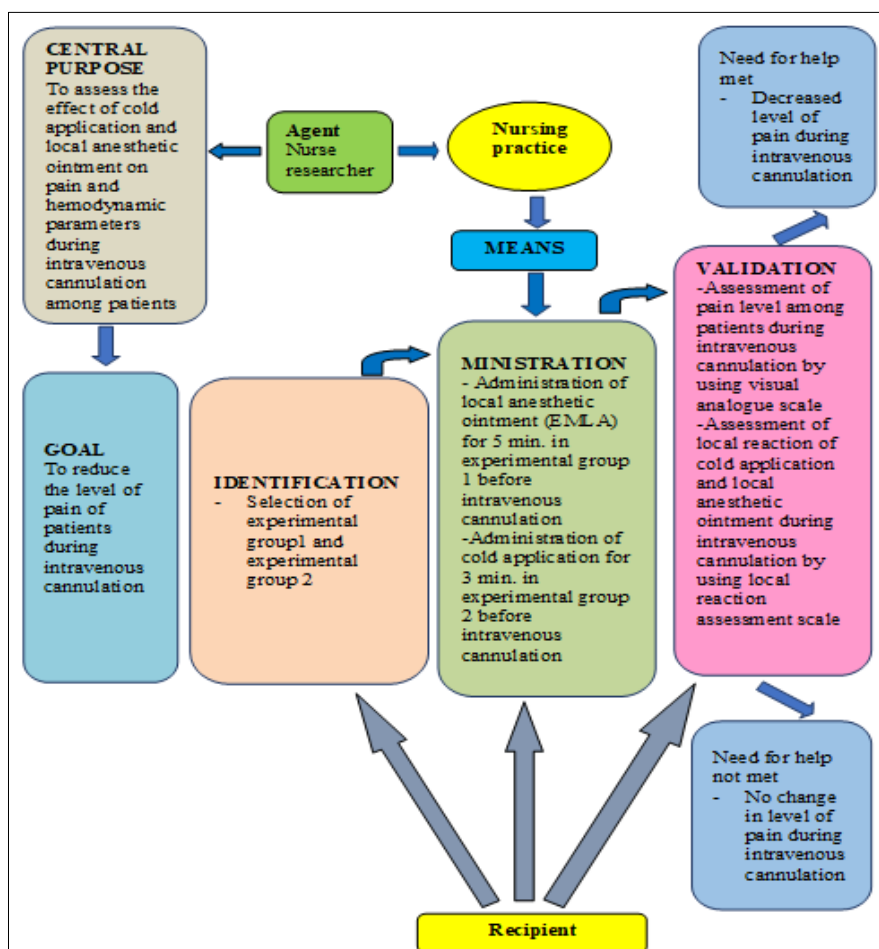 CENTRAL
PURPOSE
To assess the
effect of cold
application and
local anesthetic
ointment on
pain and
hemodynamic
parameters
during
intravenous
cannulation
among patients
Agent
Nurse
researcher
Nursing
practice
MEANS
Need for help
met
- Decreased
level of
pain during
intravenous
cannulation
GOAL
To reduce
the level of
pain of
patients
during
intravenous
cannulation
IDENTIFICATION
- Selection of
experimental
group1 and
experimental
group 2
MINISTRATION
- Administration of
local anesthetic
ointment (EMLA)
for 5 min. in
experimental group
1 before
intravenous
cannulation
-Administration of
cold application for
3 min. in
experimental group
2 before
intravenous
cannulation
VALIDATION
-Assessment of
pain level among
patients during
intravenous
cannulation by
using visual
analogue scale
-Assessment of
local reaction of
cold application
and local
anesthetic
ointment during
intravenous
cannulation by
using local
reaction
assessment scale
Need for help
not met
- No change
in level of
pain during
intravenous
cannulation
Recipient